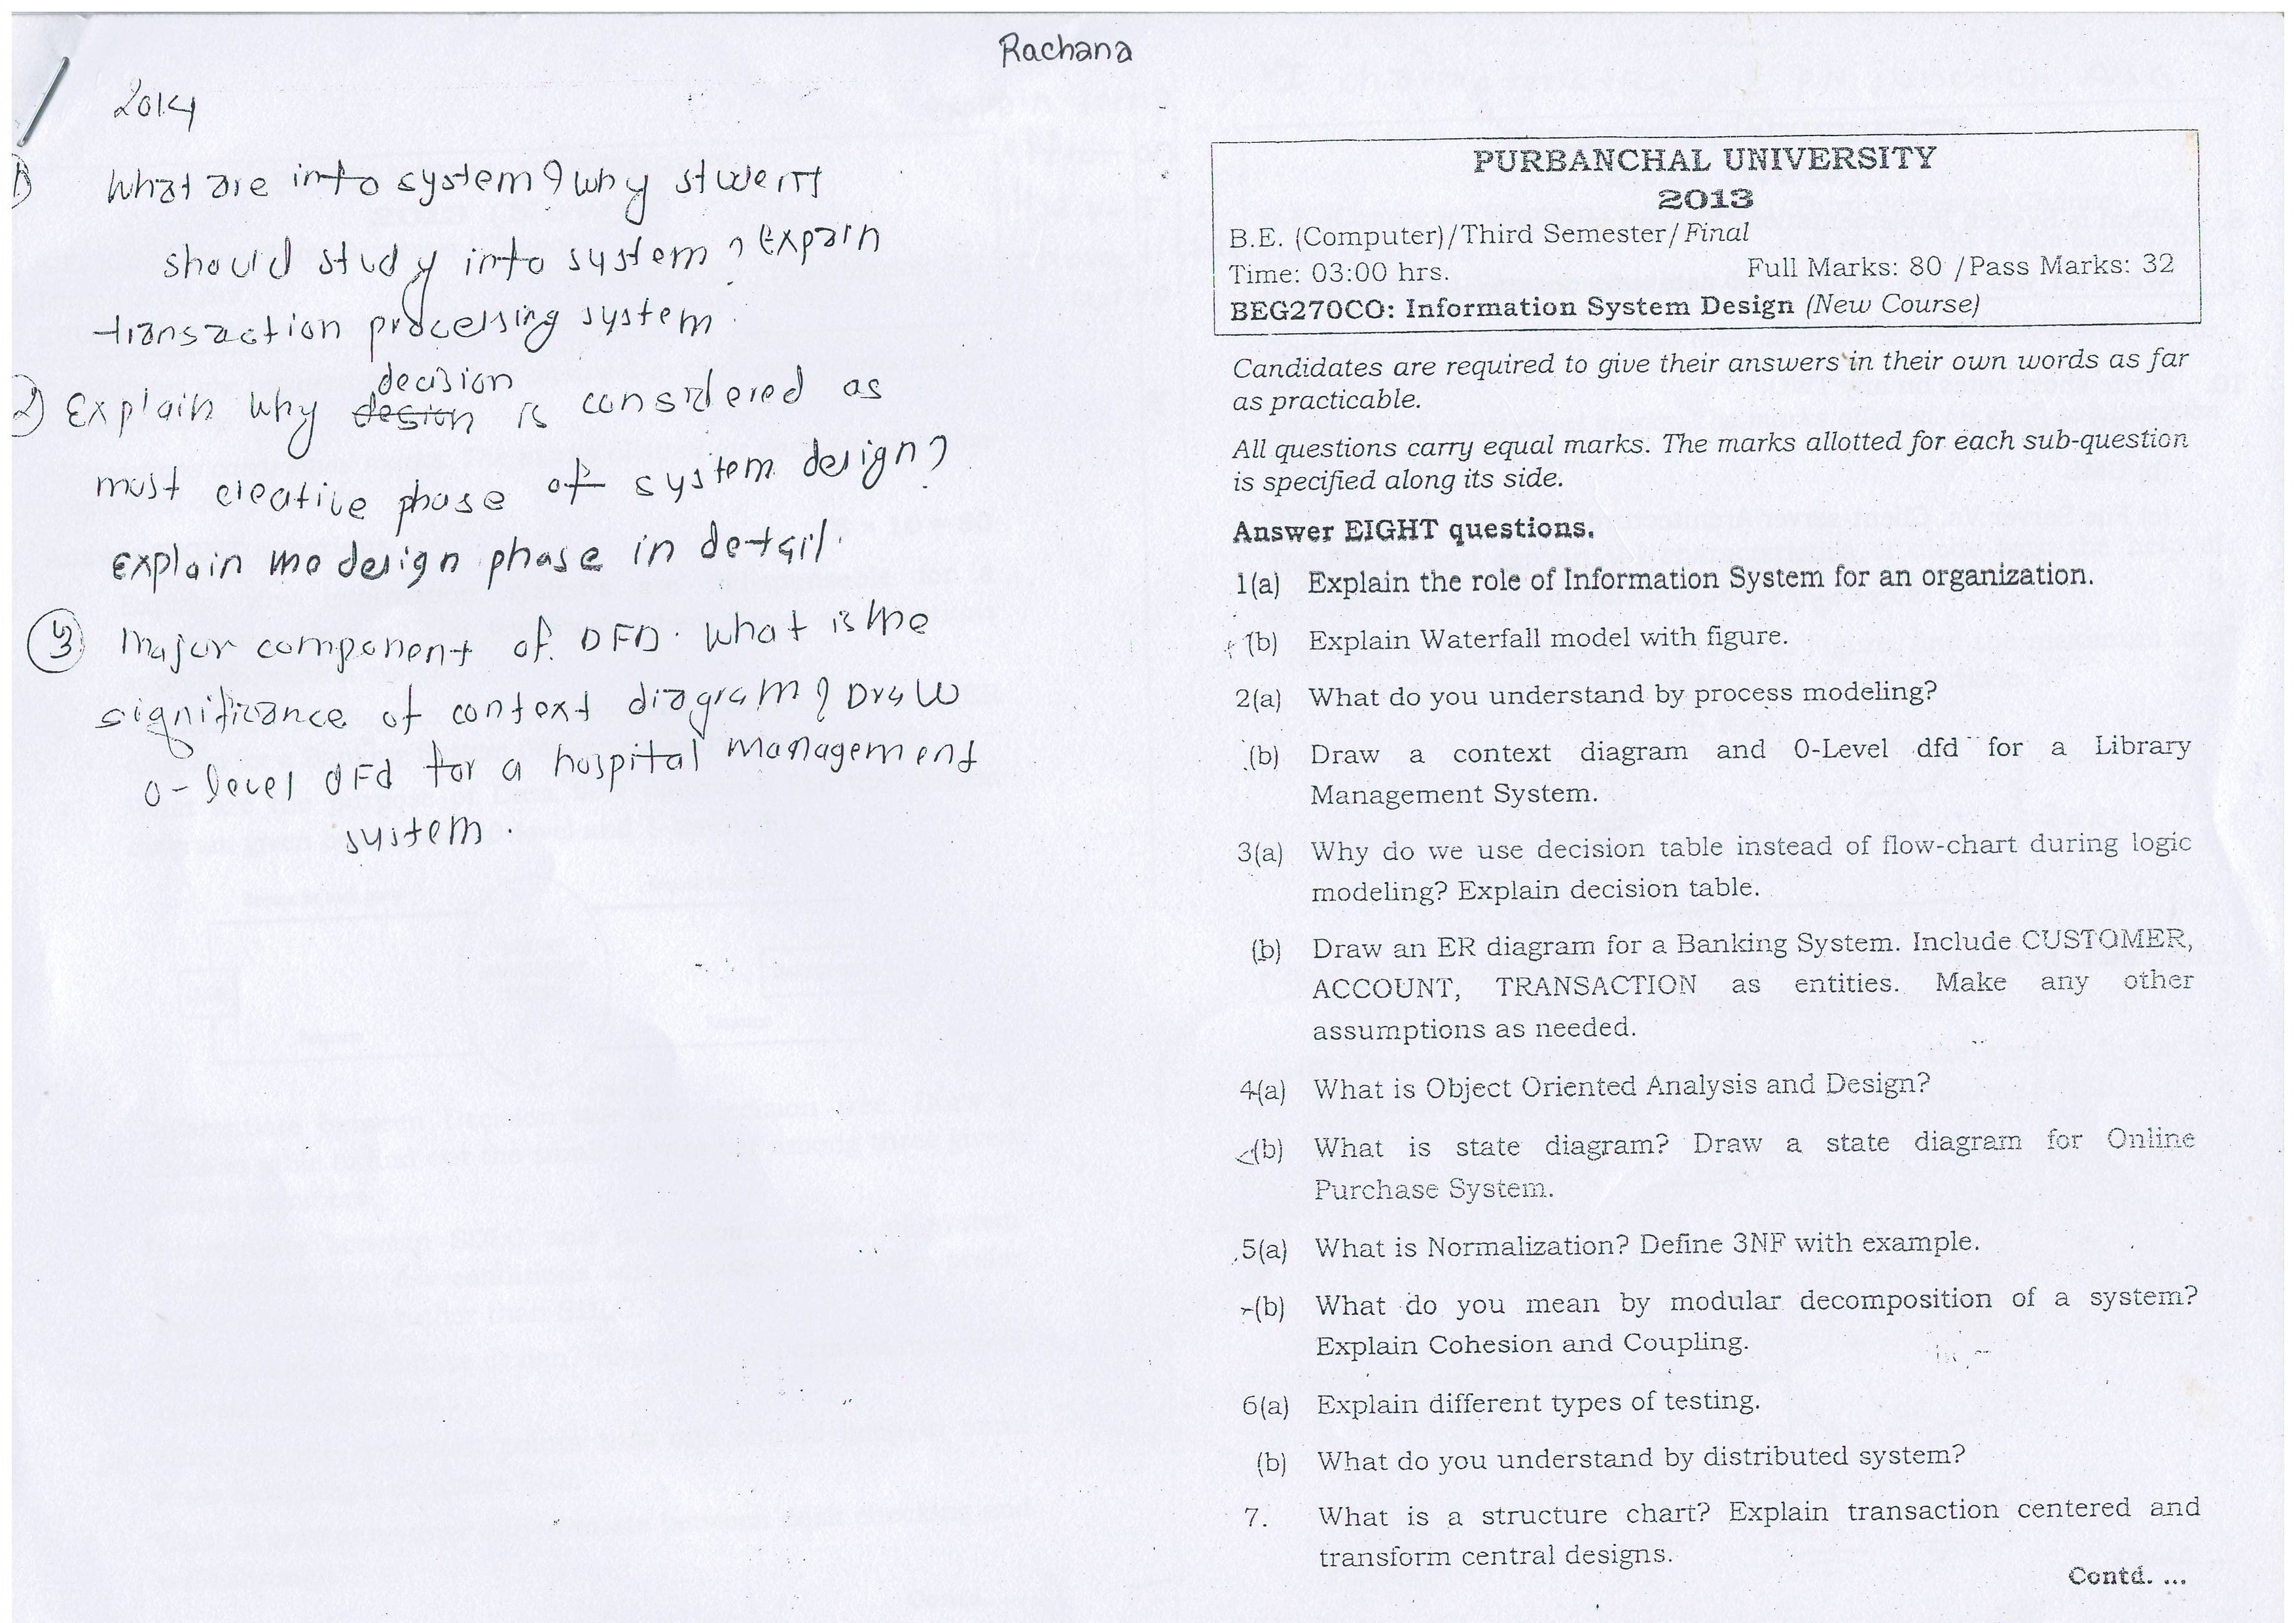 Rachana
2014
1) What are info system? why student
should study info system? Expain
transaction processing system.
2) Explain why design decision is considered as
most creative phase of system design?
explain the design phase in detail.
3) Major component of DFD. What is the
significance of context diagram? Draw
0-level dFd for a hospital management
system.
PURBANCHAL UNIVERSITY
2013
B.E. (Computer)/Third Semester/Final
Time: 03:00 hrs. Full Marks: 80 /Pass Marks: 32
BEG270CO: Information System Design (New Course)
Candidates are required to give their answers in their own words as far
as practicable.
All questions carry equal marks. The marks allotted for each sub-question
is specified along its side.
Answer EIGHT questions.
1(a) Explain the role of Information System for an organization.
(b) Explain Waterfall model with figure.
2(a) What do you understand by process modeling?
(b) Draw a context diagram and 0-Level dfd for a Library
Management System.
3(a) Why do we use decision table instead of flow-chart during logic
modeling? Explain decision table.
(b) Draw an ER diagram for a Banking System. Include CUSTOMER,
ACCOUNT, TRANSACTION as entities. Make any other
assumptions as needed.
4(a) What is Object Oriented Analysis and Design?
(b) What is state diagram? Draw a state diagram for Online
Purchase System.
5(a) What is Normalization? Define 3NF with example.
(b) What do you mean by modular decomposition of a system?
Explain Cohesion and Coupling.
6(a) Explain different types of testing.
(b) What do you understand by distributed system?
7. What is a structure chart? Explain transaction centered and
transform central designs.
Contd. ...